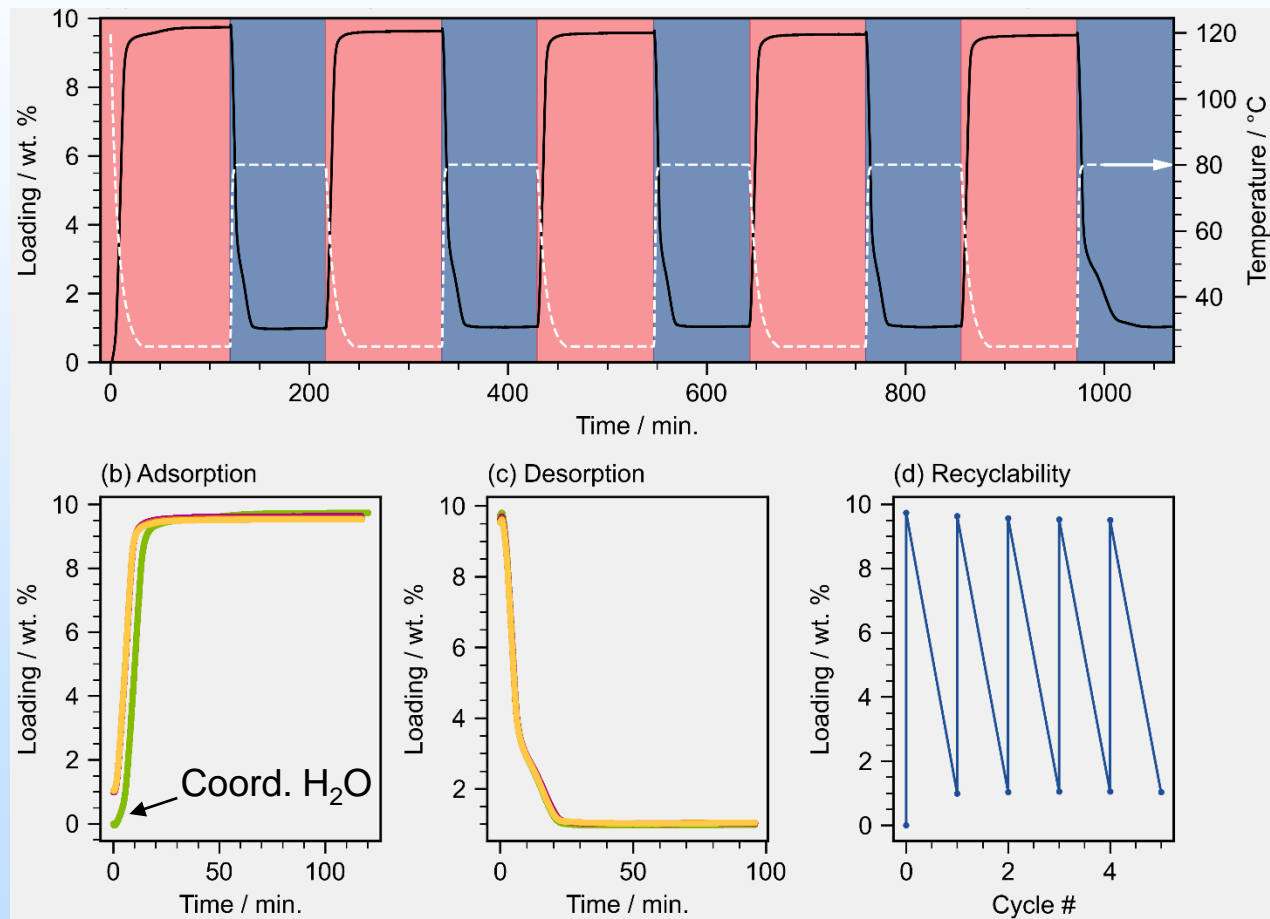 10
8
6
4
2
0
Loading / wt. %
120
100
80
60
40
Temperature / °C
0 200 400 600 800 1000
Time / min.
(b) Adsorption
10
8
6
4
2
0
Loading / wt. %
Coord. H₂O
0 50 100
Time / min.
(c) Desorption
10
8
6
4
2
Loading / wt. %
0 50 100
Time / min.
(d) Recyclability
10
8
6
4
2
0
Loading / wt. %
0 2 4
Cycle #